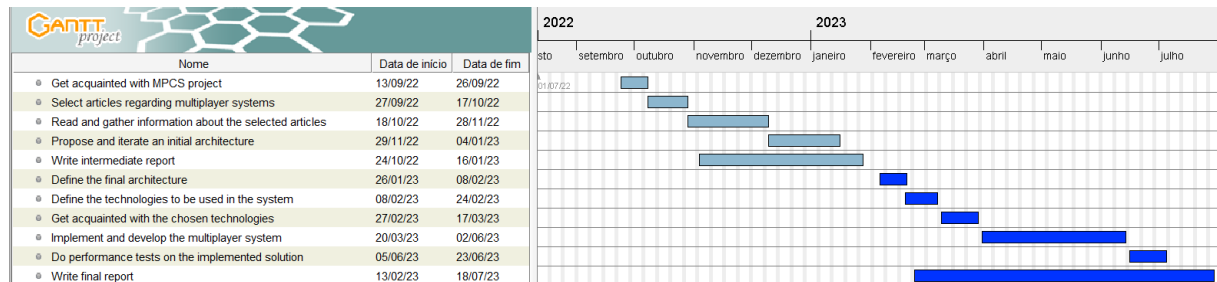 GANTT
project
2022 2023
sto setembro outubro novembro dezembro janeiro fevereiro março abril maio junho julho
Nome Data de início Data de fim
01/07/22
Get acquainted with MPCS project 13/09/22 26/09/22
Select articles regarding multiplayer systems 27/09/22 17/10/22
Read and gather information about the selected articles 18/10/22 28/11/22
Propose and iterate an initial architecture 29/11/22 04/01/23
Write intermediate report 24/10/22 16/01/23
Define the final architecture 26/01/23 08/02/23
Define the technologies to be used in the system 08/02/23 24/02/23
Get acquainted with the chosen technologies 27/02/23 17/03/23
Implement and develop the multiplayer system 20/03/23 02/06/23
Do performance tests on the implemented solution 05/06/23 23/06/23
Write final report 13/02/23 18/07/23